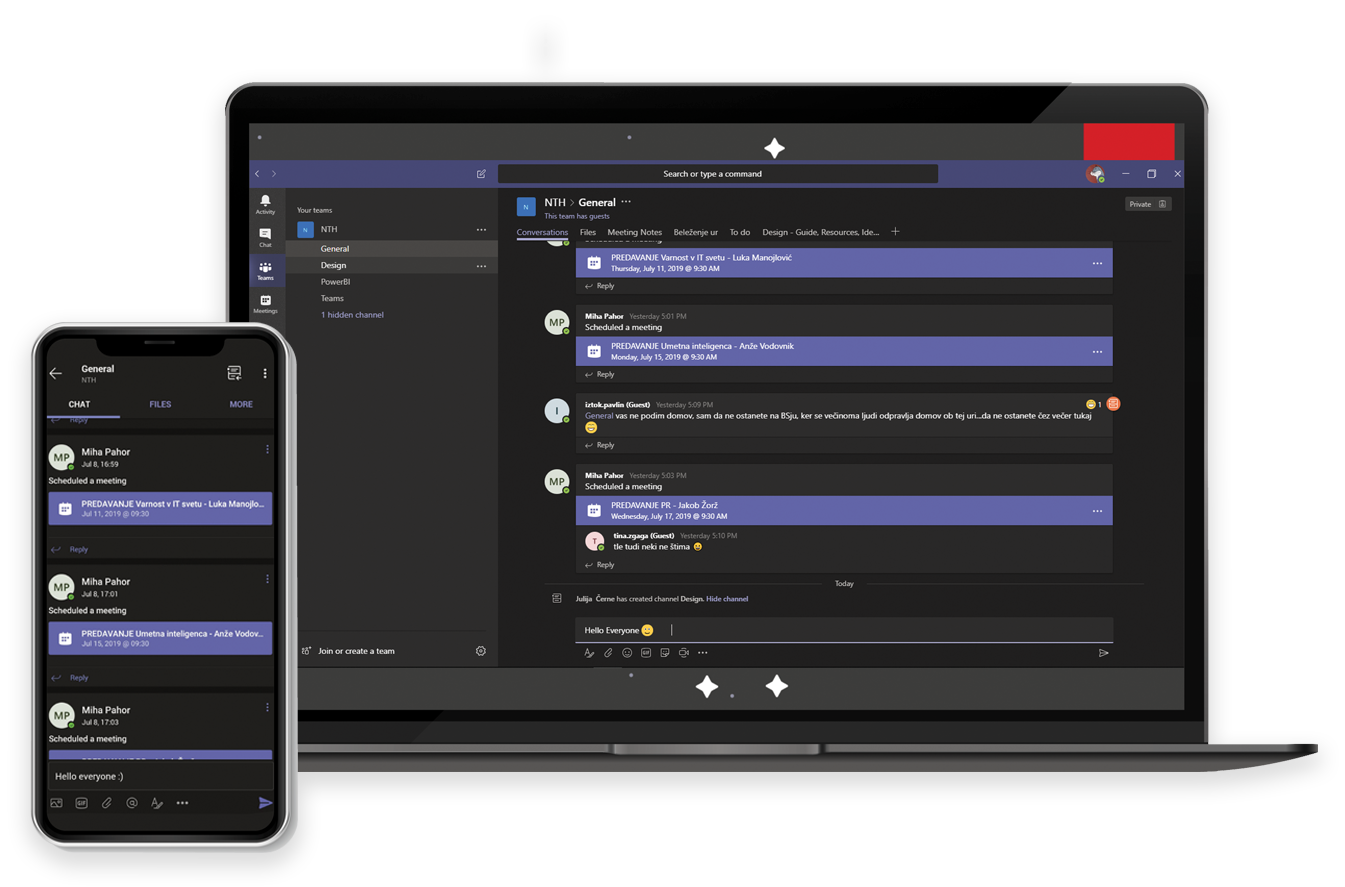 Search or type a command
Activity
Chat
Teams
Meetings
Your teams
N
NTH
General
Design
PowerBI
Teams
1 hidden channel
Join or create a team
N
NTH > General ...
This team has guests
Private
Conversations Files Meeting Notes Beleženje ur To do Design - Guide, Resources, Ide... +
Scheduled a meeting
PREDAVANJE Varnost v IT svetu - Luka Manojlović
Thursday, July 11, 2019 @ 9:30 AM
Reply
MP
Miha Pahor Yesterday 5:01 PM
Scheduled a meeting
PREDAVANJE Umetna inteligenca - Anže Vodovnik
Monday, July 15, 2019 @ 9:30 AM
Reply
I
iztok.pavlin (Guest) Yesterday 5:09 PM
1
General vas ne podim domov, sam da ne ostanete na BSju, ker se večinoma ljudi odpravlja domov ob tej uri...da ne ostanete čez večer tukaj
😄
Reply
MP
Miha Pahor Yesterday 5:03 PM
Scheduled a meeting
PREDAVANJE PR - Jakob Žorž
Wednesday, July 17, 2019 @ 9:30 AM
T
tina.zgaga (Guest) Yesterday 5:10 PM
tle tudi neki ne štima 😛
Reply
Today
Julija Černe has created channel Design. Hide channel
Hello Everyone 🙂
GIF
General
NTH
CHAT FILES MORE
Reply
MP
Miha Pahor
Jul 8, 16:59
Scheduled a meeting
PREDAVANJE Varnost v IT svetu - Luka Manojlo...
Jul 11, 2019 @ 09:30
Reply
MP
Miha Pahor
Jul 8, 17:01
Scheduled a meeting
PREDAVANJE Umetna inteligenca - Anže Vodov...
Jul 15, 2019 @ 09:30
Reply
MP
Miha Pahor
Jul 8, 17:03
Scheduled a meeting
Hello everyone :)
GIF